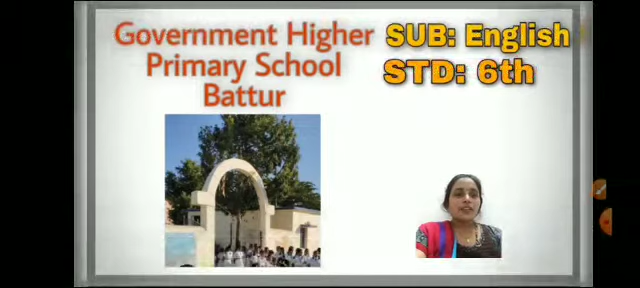 Government Higher
Primary School
Battur
SUB: English
STD: 6th